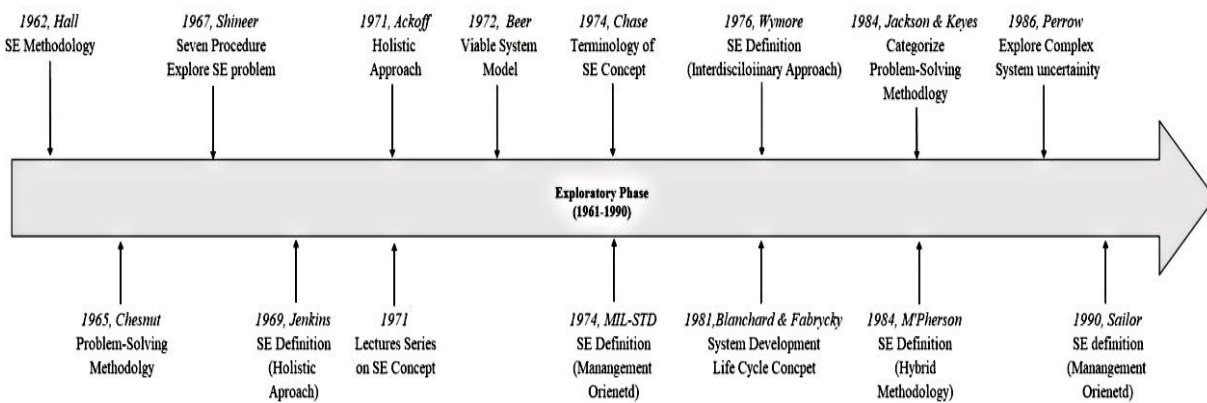 1962, Hall
SE Methodology
1967, Shineer
Seven Procedure
Explore SE problem
1971, Ackoff
Holistic
Approach
1972, Beer
Viable System
Model
1974, Chase
Terminology of
SE Concept
1976, Wymore
SE Definition
(Interdisciloiinary Approach)
1984, Jackson & Keyes
Categorize
Problem-Solving
Methodlogy
1986, Perrow
Explore Complex
System uncertainity
Exploratory Phase
(1961-1990)
1965, Chesnut
Problem-Solving
Methodolgy
1969, Jenkins
SE Definition
(Holistic
Aproach)
1971
Lectures Series
on SE Concept
1974, MIL-STD
SE Definition
(Manangement
Orienetd)
1981,Blanchard & Fabrycky
System Development
Life Cycle Concpet
1984, M'Pherson
SE Definition
(Hybrid
Methodology)
1990, Sailor
SE definition
(Manangement
Orienetd)